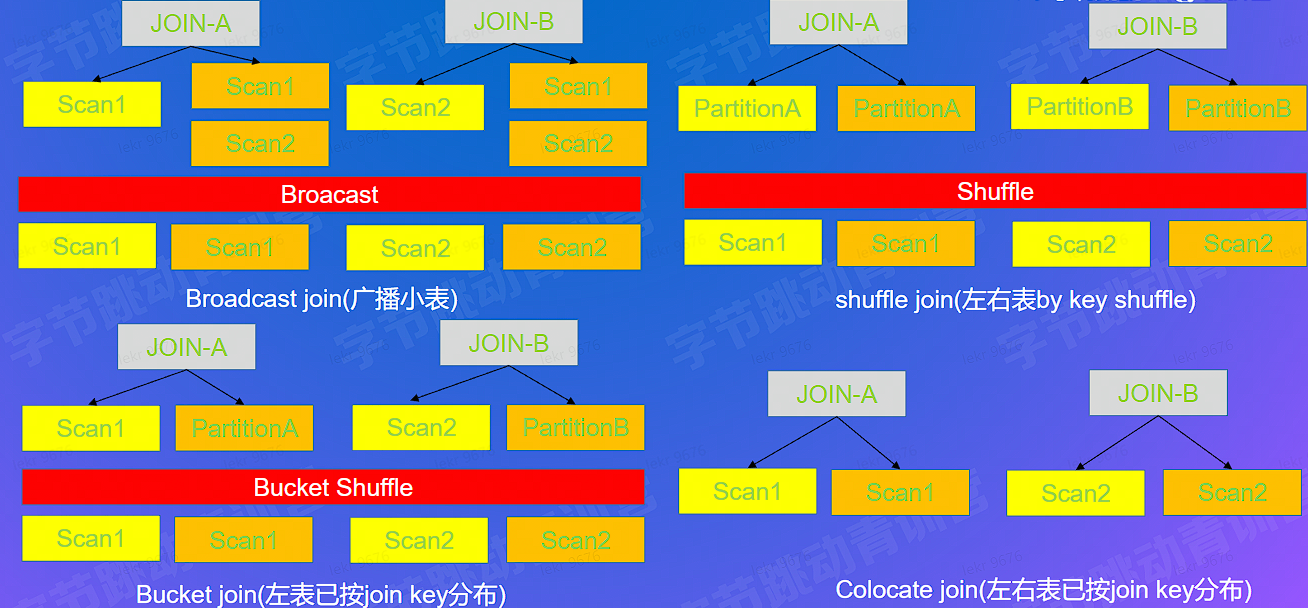 JOIN-A
JOIN-B
Scan1
Scan1
Scan2
Scan2
Scan1
Scan2
Broacast
Scan1
Scan1
Scan2
Scan2
Broadcast join(广播小表)
JOIN-A
JOIN-B
PartitionA
PartitionA
PartitionB
PartitionB
Shuffle
Scan1
Scan1
Scan2
Scan2
shuffle join(左右表by key shuffle)
JOIN-A
JOIN-B
Scan1
PartitionA
Scan2
PartitionB
Bucket Shuffle
Scan1
Scan1
Scan2
Scan2
Bucket join(左表已按join key分布)
JOIN-A
JOIN-B
Scan1
Scan1
Scan2
Scan2
Colocate join(左右表已按join key分布)
字节跳动青训营
lekr 9676